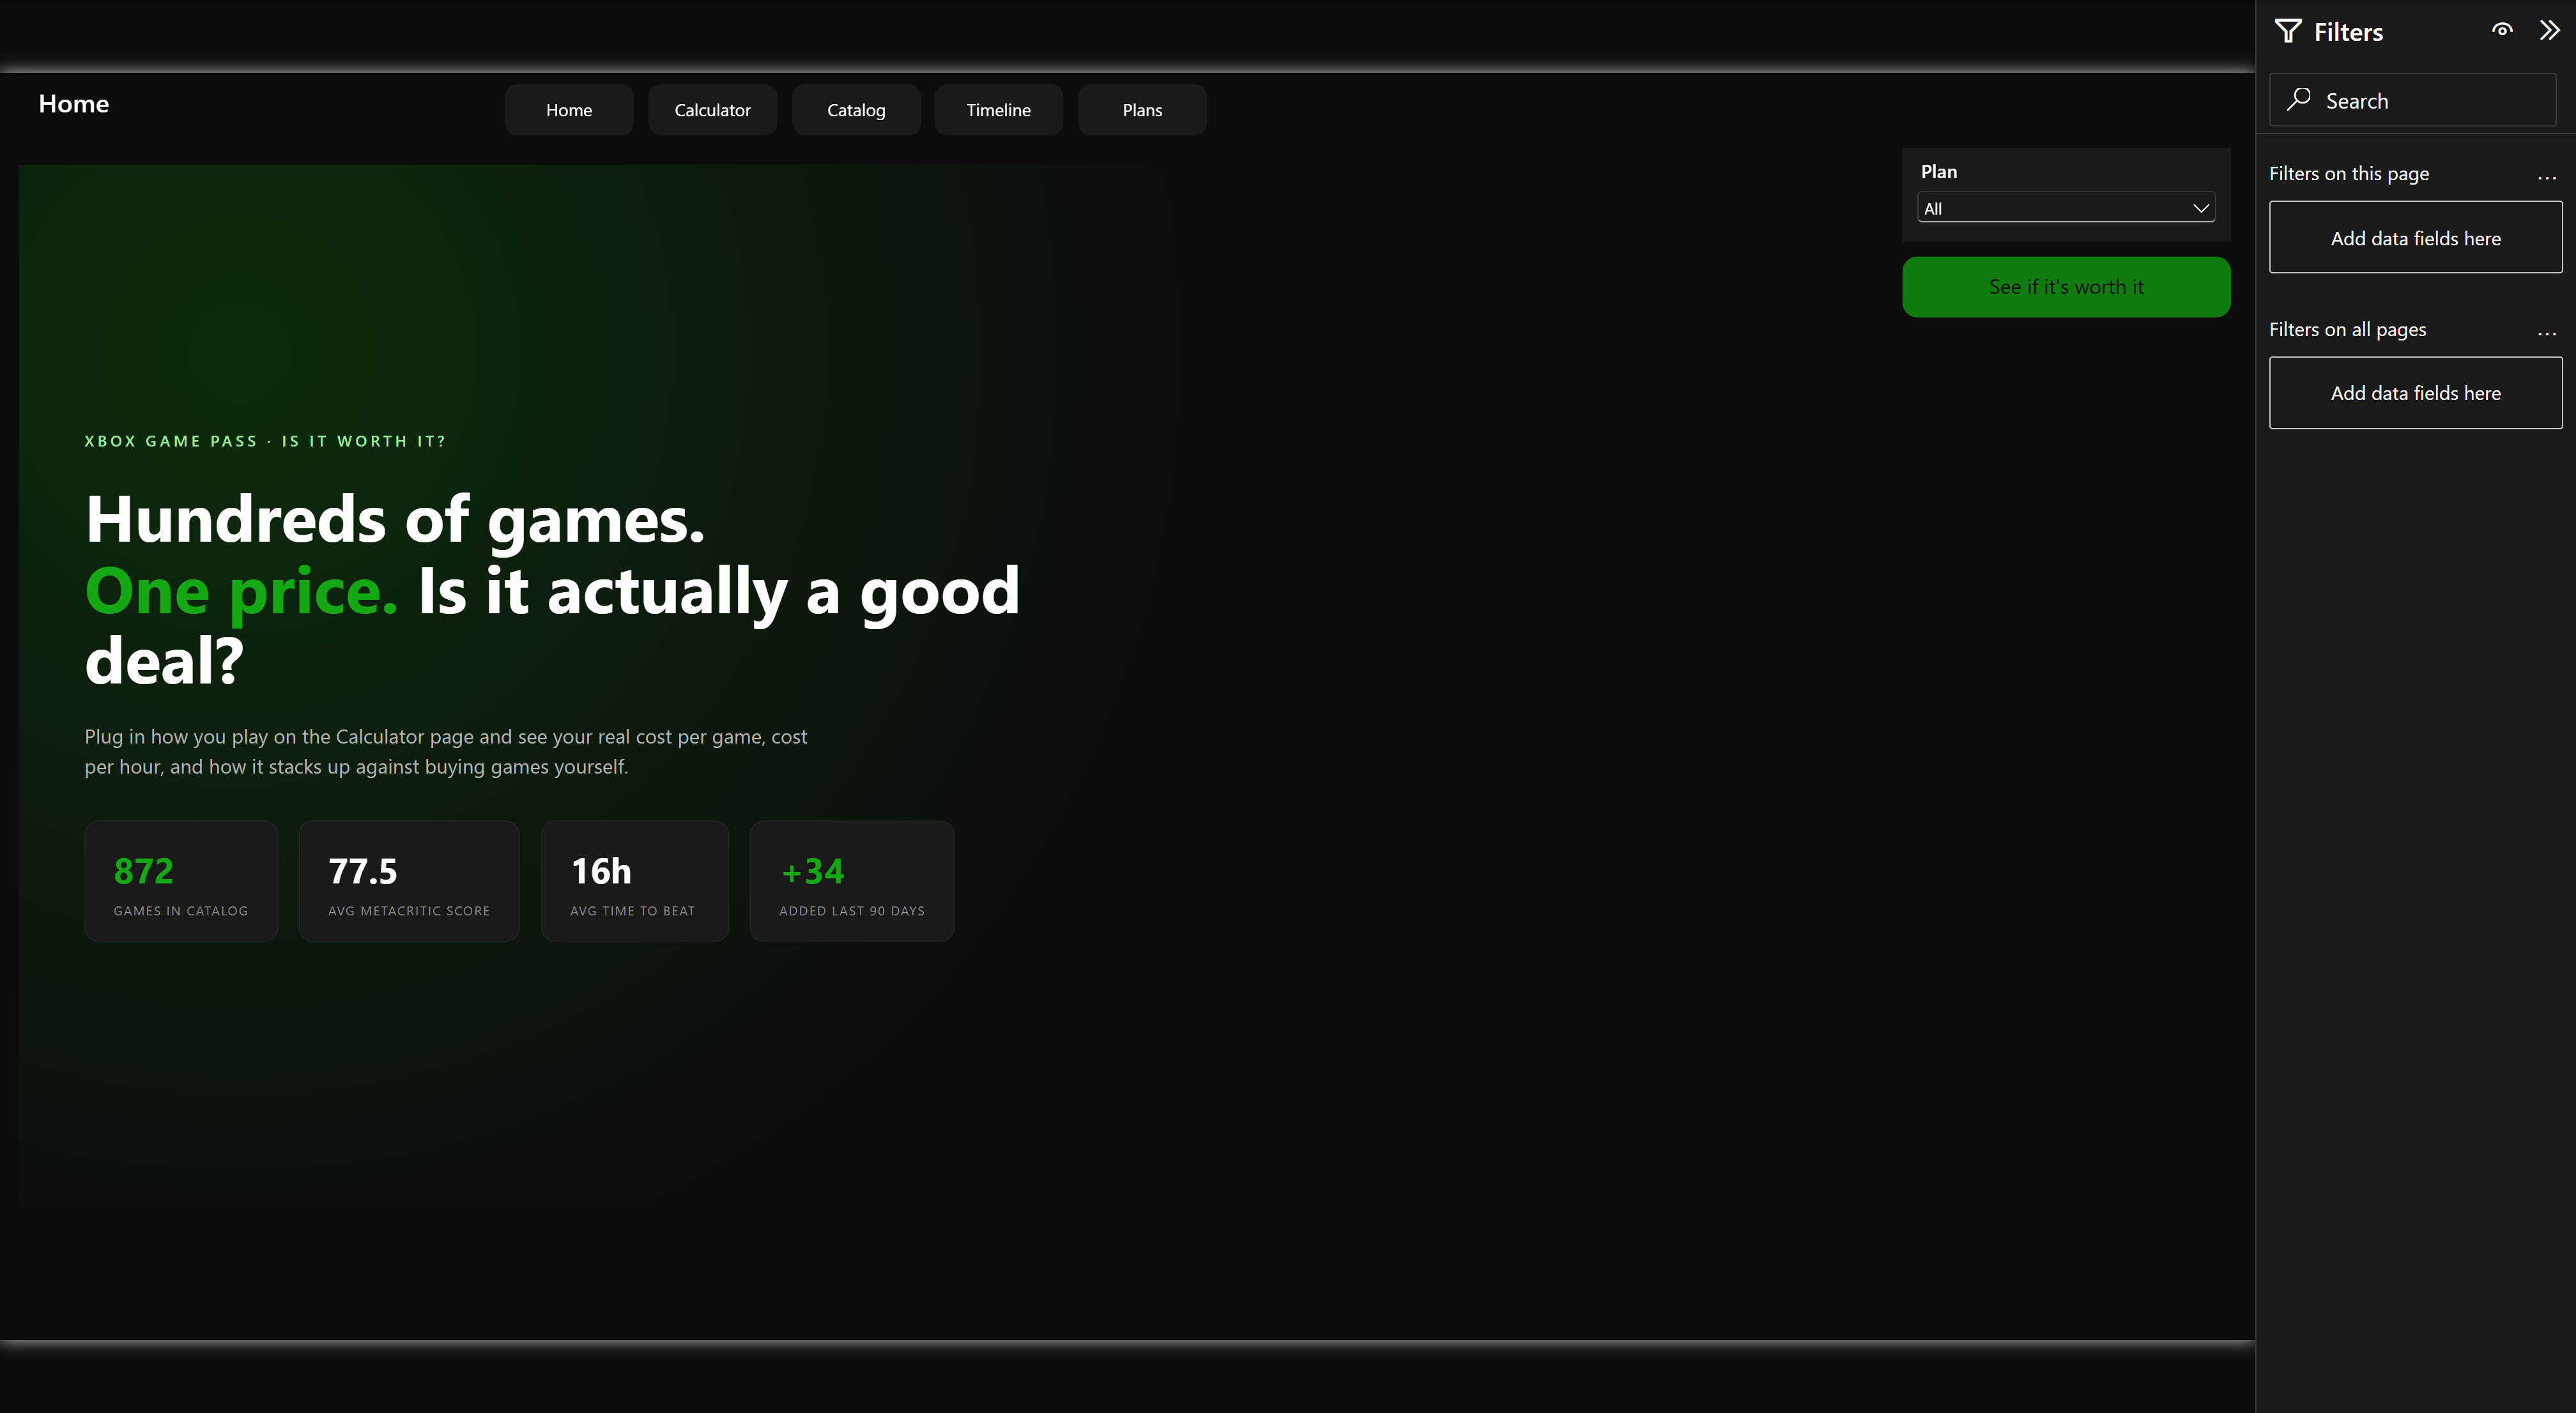 Home
Home
Calculator
Catalog
Timeline
Plans
Plan
All
See if it's worth it
XBOX GAME PASS · IS IT WORTH IT?
Hundreds of games.
One price. Is it actually a good
deal?
Plug in how you play on the Calculator page and see your real cost per game, cost
per hour, and how it stacks up against buying games yourself.
872
GAMES IN CATALOG
77.5
AVG METACRITIC SCORE
16h
AVG TIME TO BEAT
+34
ADDED LAST 90 DAYS
Filters
Search
Filters on this page
...
Add data fields here
Filters on all pages
...
Add data fields here